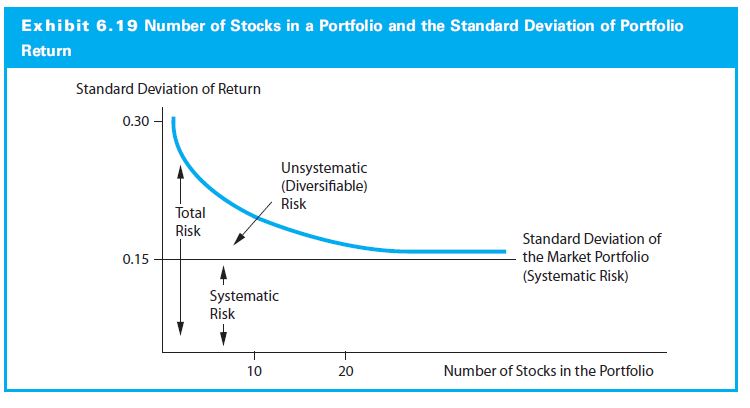 Exhibit 6.19 Number of Stocks in a Portfolio and the Standard Deviation of Portfolio
Return
Standard Deviation of Return
0.30
Unsystematic
(Diversifiable)
Risk
Total
Risk
Standard Deviation of
the Market Portfolio
(Systematic Risk)
0.15
Systematic
Risk
10
20
Number of Stocks in the Portfolio